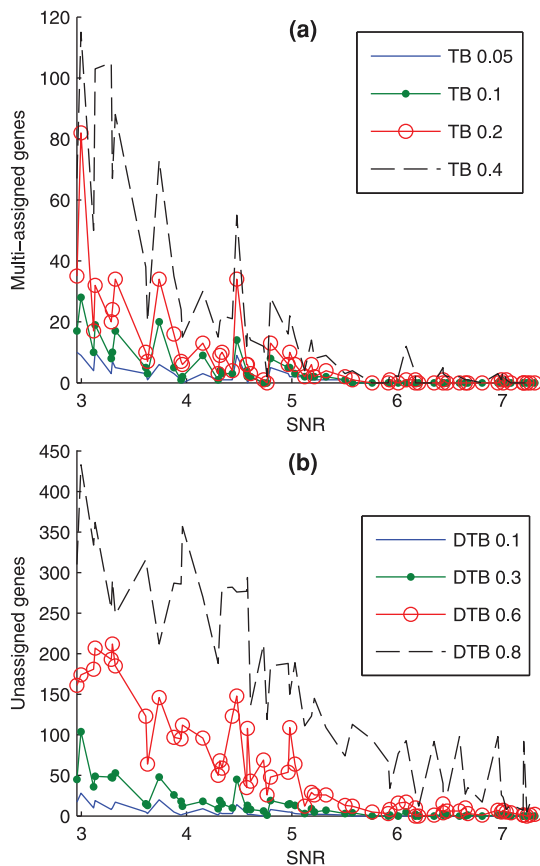 (a)
120
100
80
60
40
20
0
Multi-assigned genes
TB 0.05
TB 0.1
TB 0.2
TB 0.4
3 4 5 6 7
SNR
(b)
450
400
350
300
250
200
150
100
50
0
Unassigned genes
DTB 0.1
DTB 0.3
DTB 0.6
DTB 0.8
3 4 5 6 7
SNR